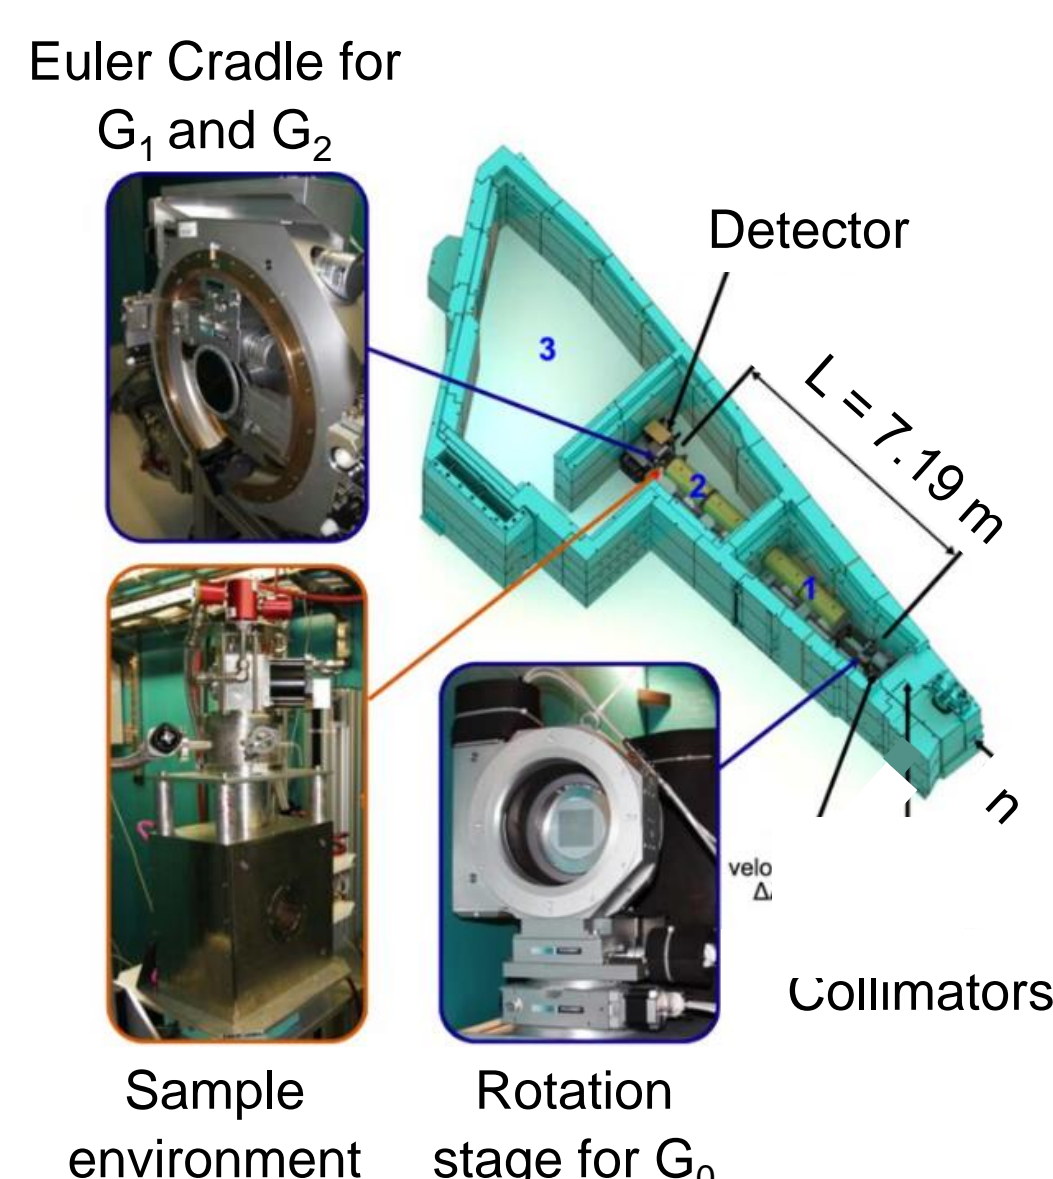 Euler Cradle for
G₁ and G₂
Detector
3
L = 7.19 m
2
1
n
Collimators
Sample
environment
Rotation
stage for G₀